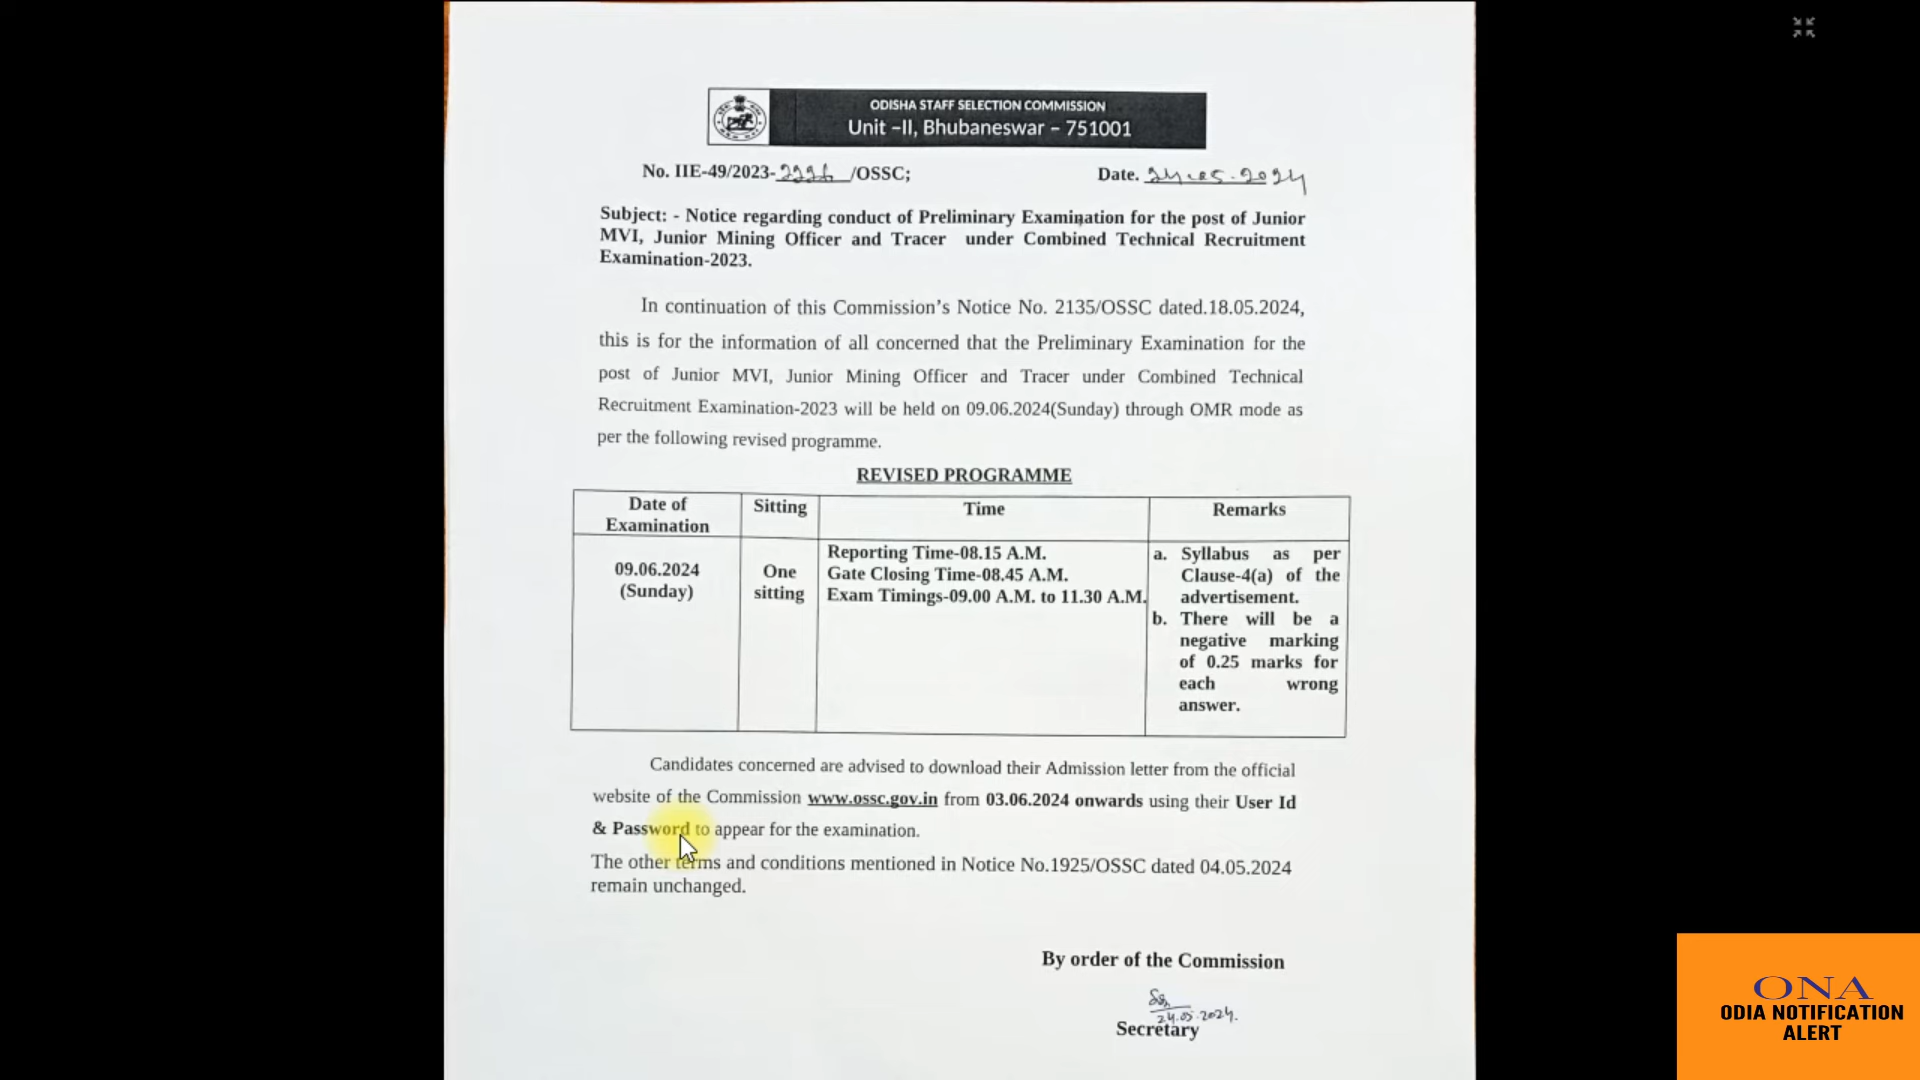 ODISHA STAFF SELECTION COMMISSION
Unit –II, Bhubaneswar – 751001
No. IIE-49/2023- /OSSC;
Date. 24.05.2024
Subject: - Notice regarding conduct of Preliminary Examination for the post of Junior
MVI, Junior Mining Officer and Tracer under Combined Technical Recruitment
Examination-2023.
In continuation of this Commission’s Notice No. 2135/OSSC dated.18.05.2024,
this is for the information of all concerned that the Preliminary Examination for the
post of Junior MVI, Junior Mining Officer and Tracer under Combined Technical
Recruitment Examination-2023 will be held on 09.06.2024(Sunday) through OMR mode as
per the following revised programme.
REVISED PROGRAMME
Date of
Examination
Sitting
Time
Remarks
09.06.2024
(Sunday)
One
sitting
Reporting Time-08.15 A.M.
Gate Closing Time-08.45 A.M.
Exam Timings-09.00 A.M. to 11.30 A.M.
a. Syllabus as per
Clause-4(a) of the
advertisement.
b. There will be a
negative marking
of 0.25 marks for
each wrong
answer.
Candidates concerned are advised to download their Admission letter from the official
website of the Commission www.ossc.gov.in from 03.06.2024 onwards using their User Id
& Password to appear for the examination.
The other terms and conditions mentioned in Notice No.1925/OSSC dated 04.05.2024
remain unchanged.
By order of the Commission
24.05.2024.
Secretary
ONA
ODIA NOTIFICATION
ALERT